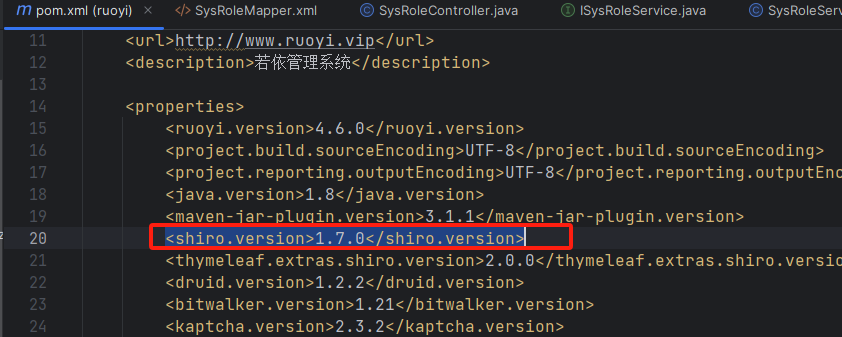 pom.xml (ruoyi) SysRoleMapper.xml SysRoleController.java ISysRoleService.java SysRoleServ
11 <url>http://www.ruoyi.vip</url>
12 <description>若依管理系统</description>
13
14 <properties>
15 <ruoyi.version>4.6.0</ruoyi.version>
16 <project.build.sourceEncoding>UTF-8</project.build.sourceEncoding>
17 <project.reporting.outputEncoding>UTF-8</project.reporting.outputEnco
18 <java.version>1.8</java.version>
19 <maven-jar-plugin.version>3.1.1</maven-jar-plugin.version>
20 <shiro.version>1.7.0</shiro.version>
21 <thymeleaf.extras.shiro.version>2.0.0</thymeleaf.extras.shiro.version
22 <druid.version>1.2.2</druid.version>
23 <bitwalker.version>1.21</bitwalker.version>
24 <kaptcha.version>2.3.2</kaptcha.version>